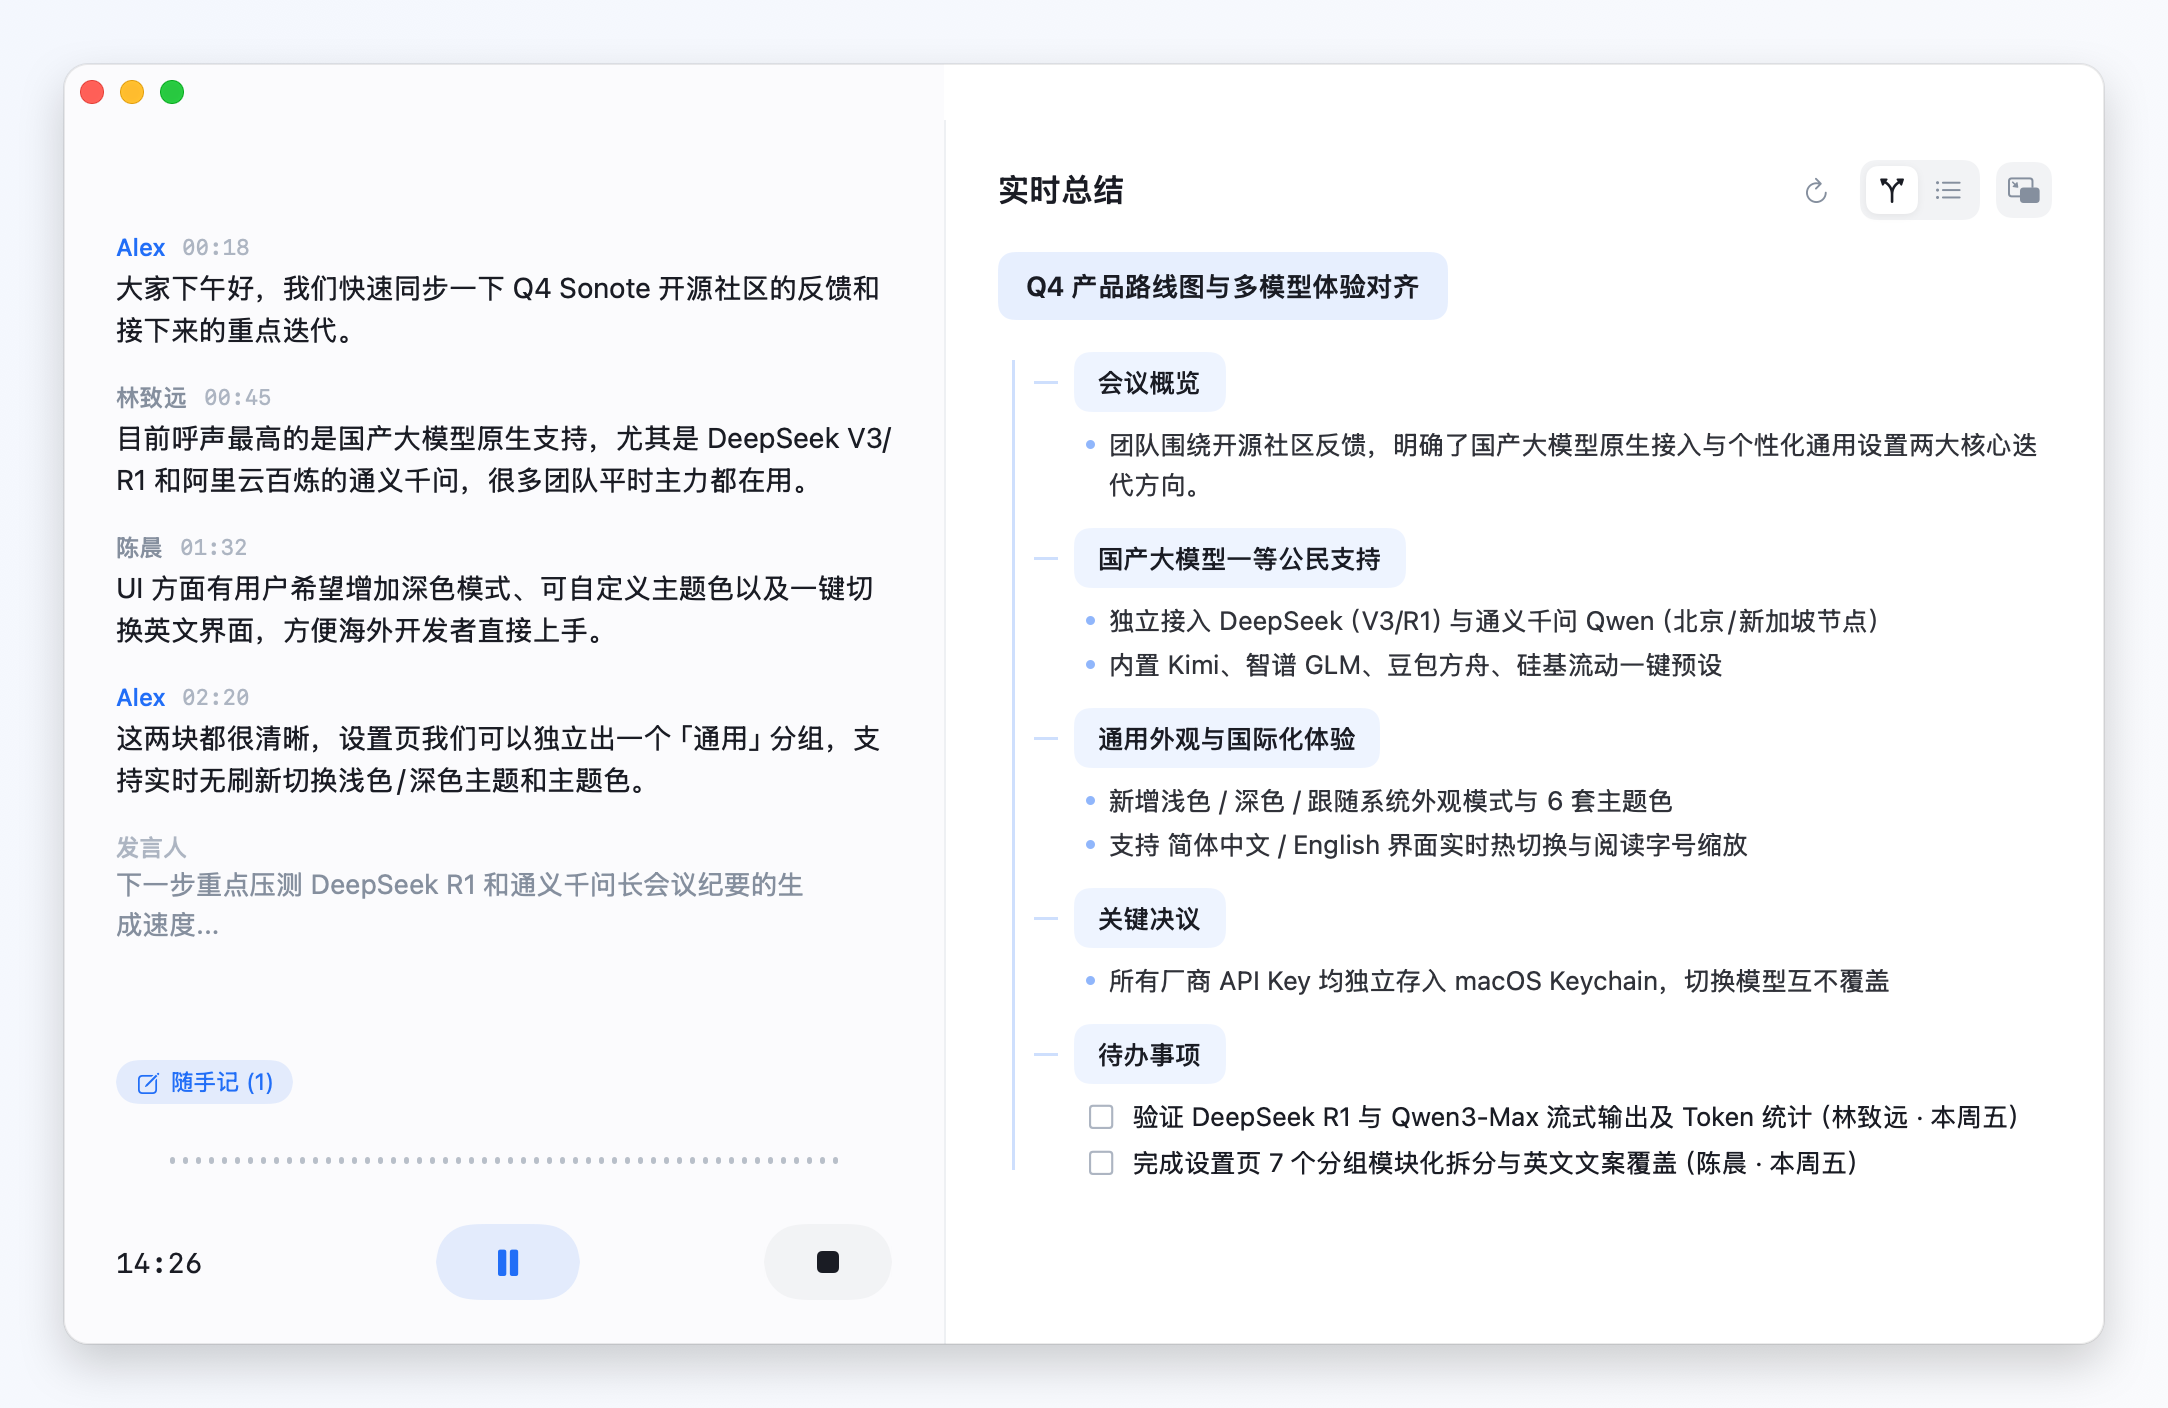 Alex 00:18
大家下午好，我们快速同步一下 Q4 Sonote 开源社区的反馈和
接下来的重点迭代。
林致远 00:45
目前呼声最高的是国产大模型原生支持，尤其是 DeepSeek V3/
R1 和阿里云百炼的通义千问，很多团队平时主力都在用。
陈晨 01:32
UI 方面有用户希望增加深色模式、可自定义主题色以及一键切
换英文界面，方便海外开发者直接上手。
Alex 02:20
这两块都很清晰，设置页我们可以独立出一个「通用」分组，支
持实时无刷新切换浅色/深色主题和主题色。
发言人
下一步重点压测 DeepSeek R1 和通义千问长会议纪要的生
成速度...
随手记 (1)
14:26
实时总结
Q4 产品路线图与多模型体验对齐
会议概览
团队围绕开源社区反馈，明确了国产大模型原生接入与个性化通用设置两大核心迭
代方向。
国产大模型一等公民支持
独立接入 DeepSeek (V3/R1) 与通义千问 Qwen (北京/新加坡节点)
内置 Kimi、智谱 GLM、豆包方舟、硅基流动一键预设
通用外观与国际化体验
新增浅色 / 深色 / 跟随系统外观模式与 6 套主题色
支持 简体中文 / English 界面实时热切换与阅读字号缩放
关键决议
所有厂商 API Key 均独立存入 macOS Keychain，切换模型互不覆盖
待办事项
验证 DeepSeek R1 与 Qwen3-Max 流式输出及 Token 统计 (林致远 · 本周五)
完成设置页 7 个分组模块化拆分与英文文案覆盖 (陈晨 · 本周五)